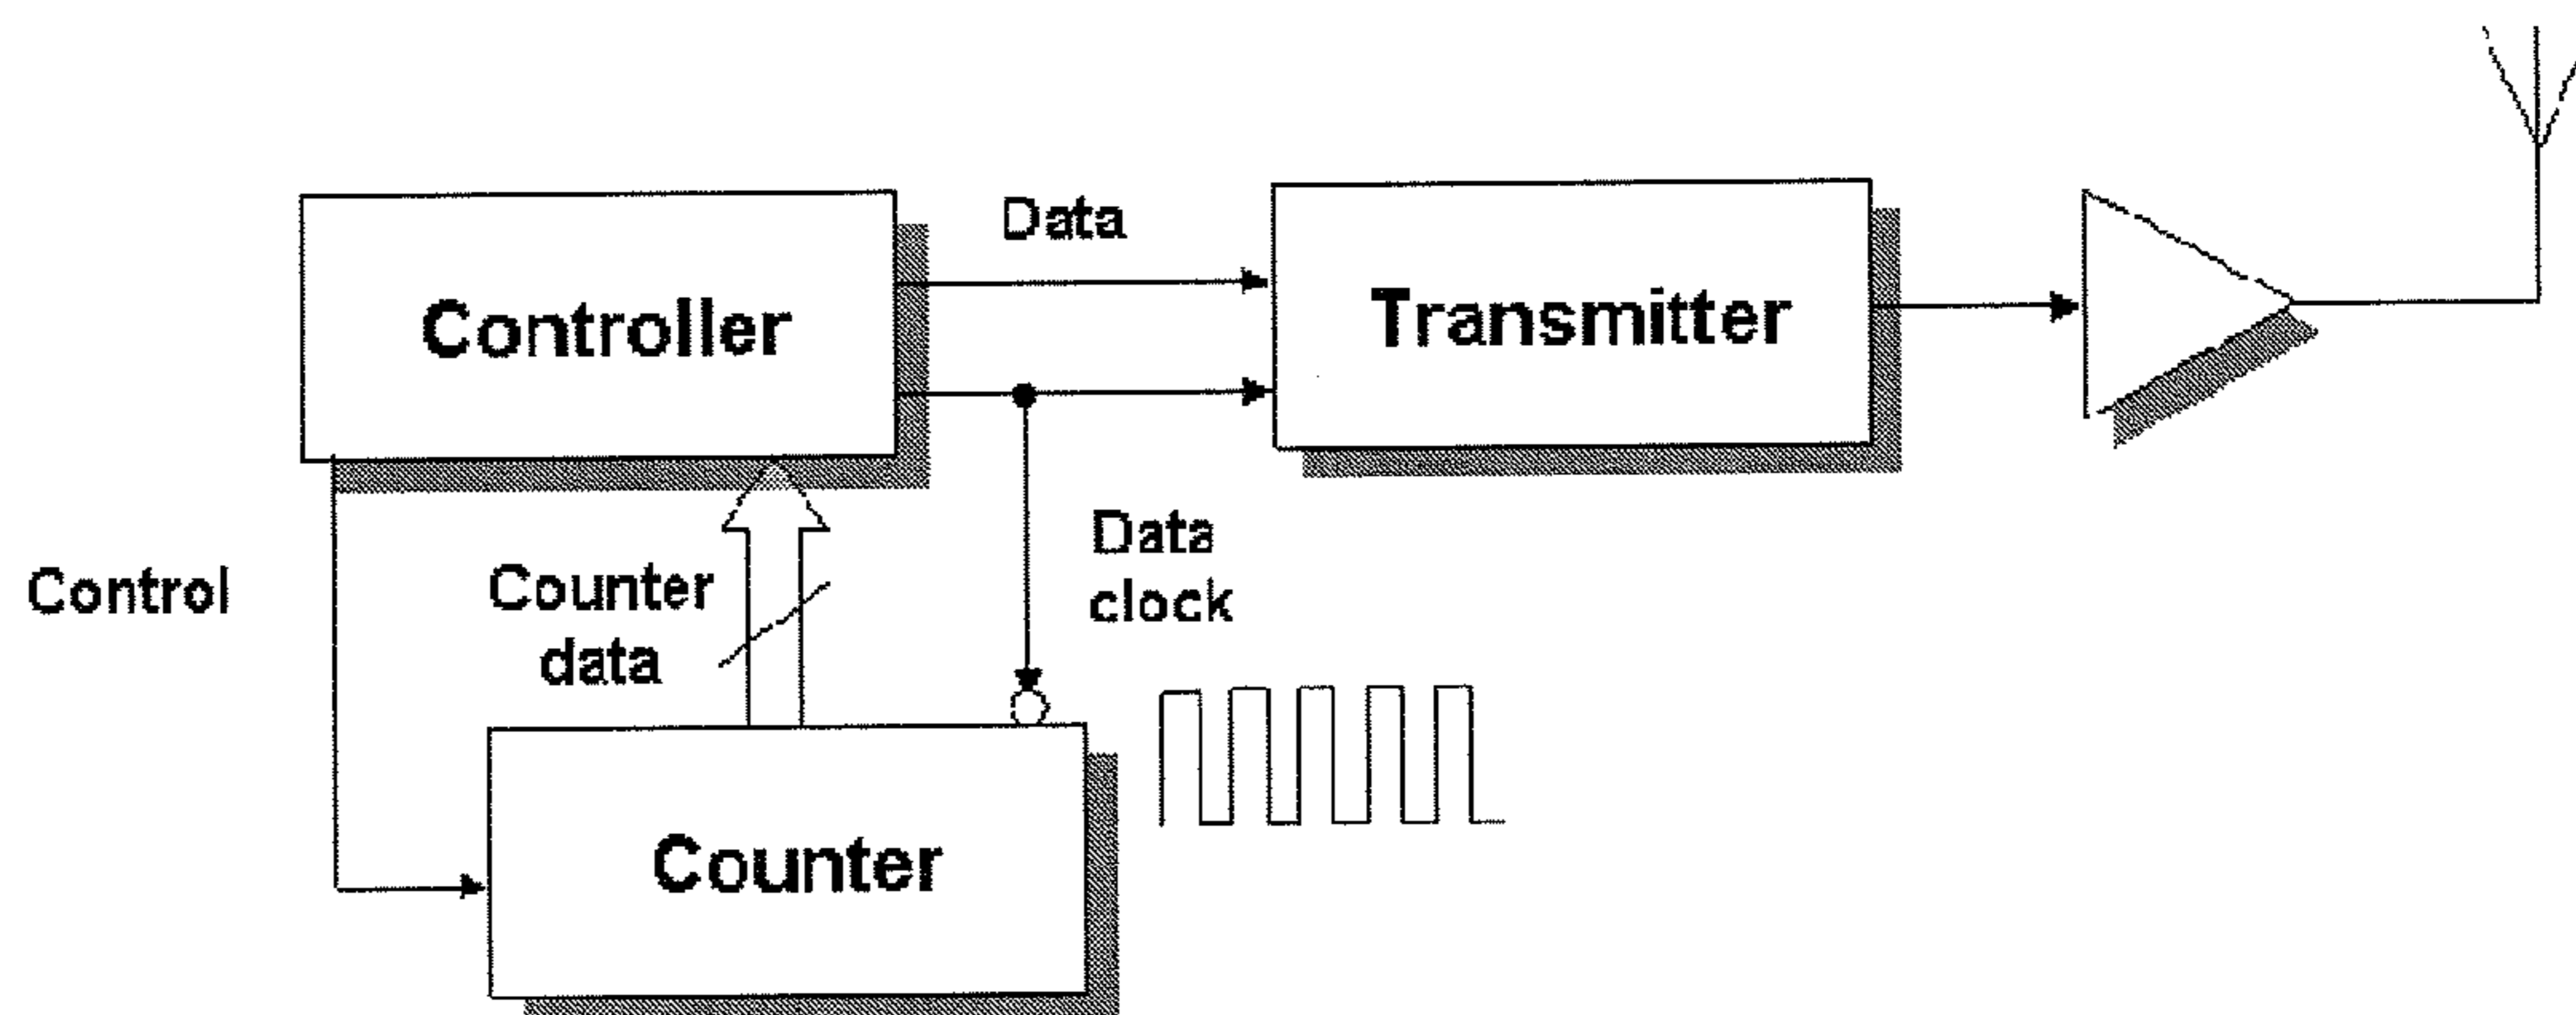 Data
Controller
Transmitter
Control
Counter
data
Data
clock
Counter